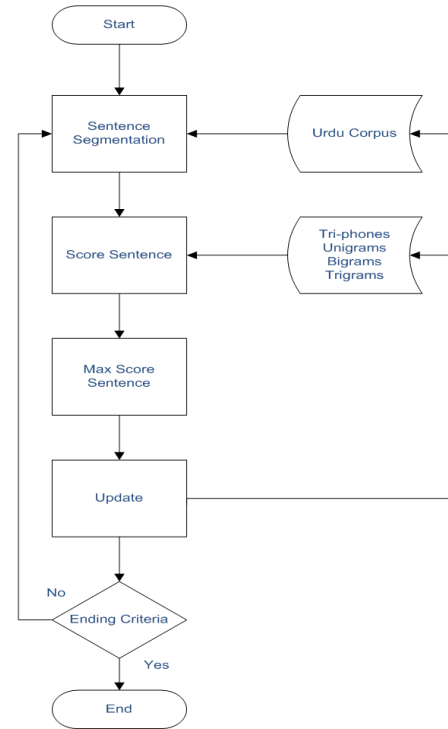 Start
Sentence
Segmentation
Urdu Corpus
Score Sentence
Tri-phones
Unigrams
Bigrams
Trigrams
Max Score
Sentence
Update
No
Ending Criteria
Yes
End